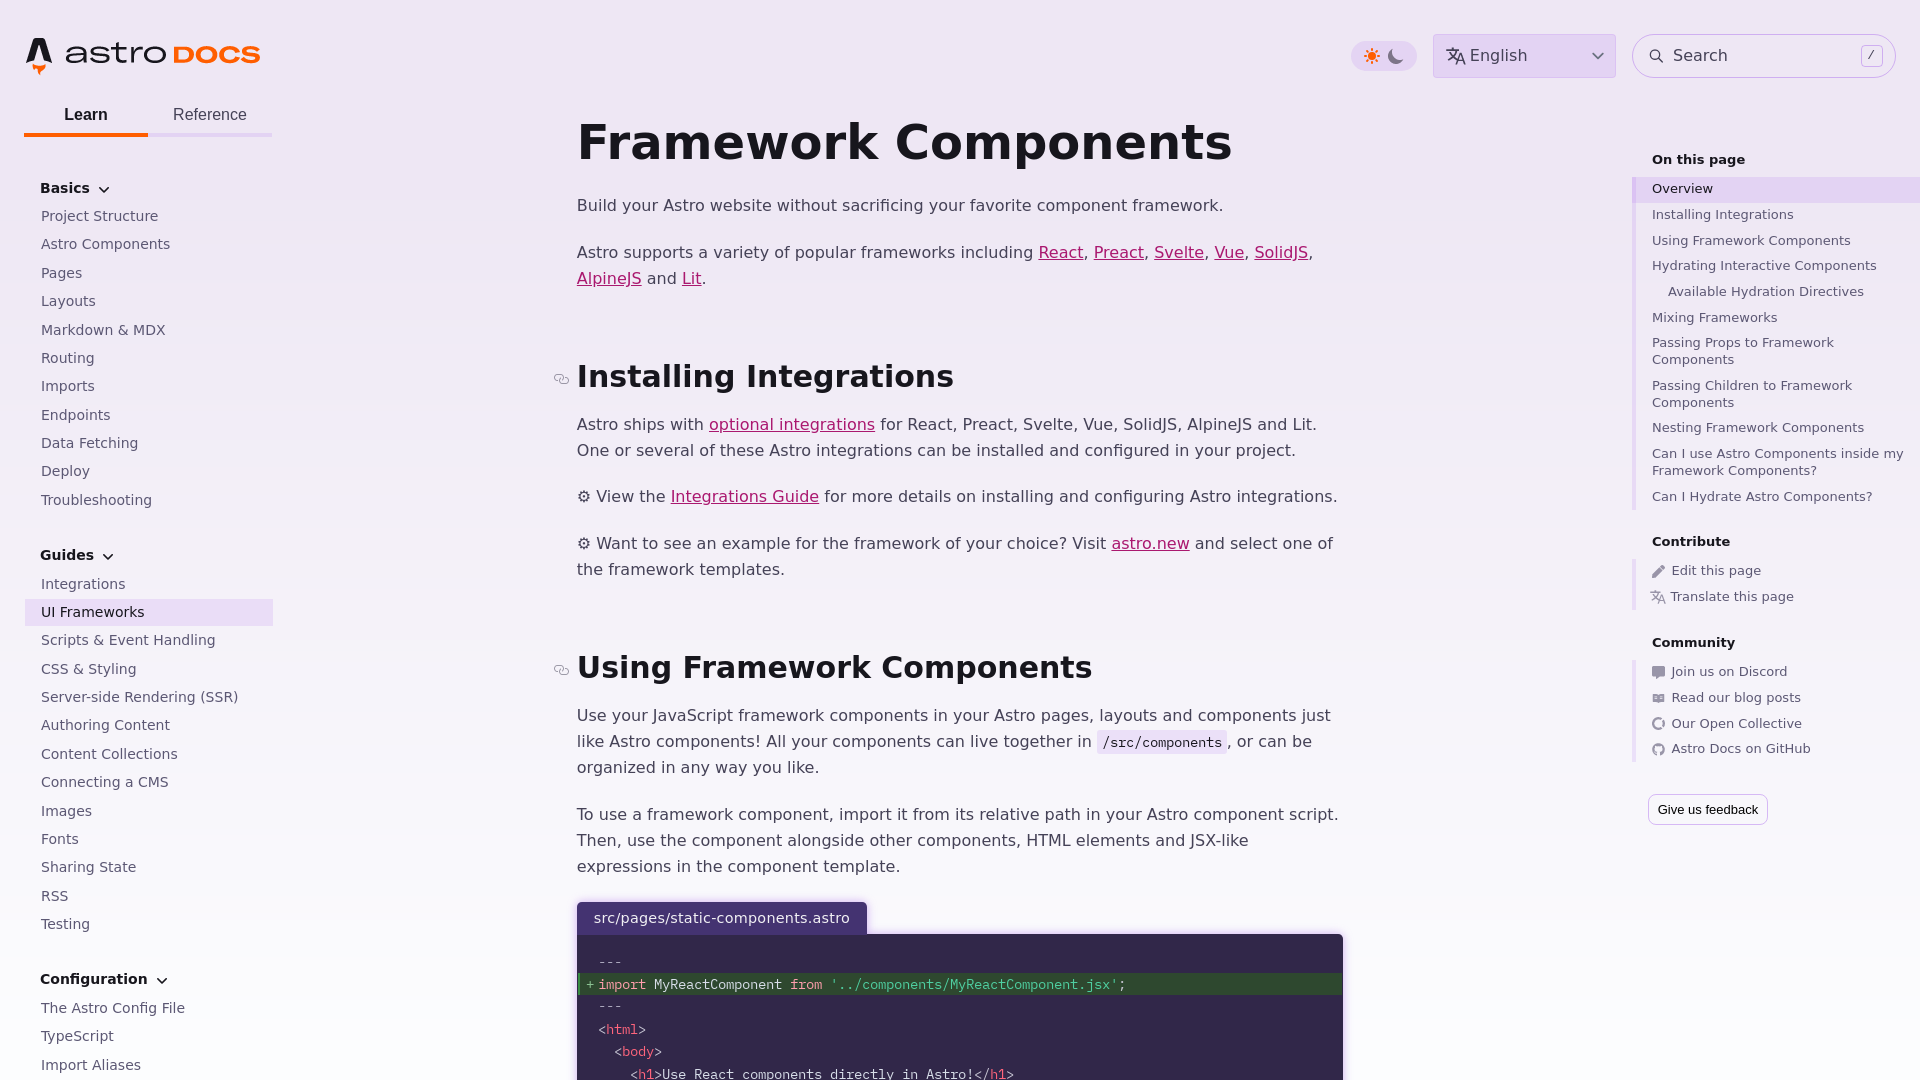 astro DOCS
English
Search
/
Learn
Reference
Basics
Project Structure
Astro Components
Pages
Layouts
Markdown & MDX
Routing
Imports
Endpoints
Data Fetching
Deploy
Troubleshooting
Guides
Integrations
UI Frameworks
Scripts & Event Handling
CSS & Styling
Server-side Rendering (SSR)
Authoring Content
Content Collections
Connecting a CMS
Images
Fonts
Sharing State
RSS
Testing
Configuration
The Astro Config File
TypeScript
Import Aliases
Framework Components
Build your Astro website without sacrificing your favorite component framework.
Astro supports a variety of popular frameworks including React, Preact, Svelte, Vue, SolidJS,
AlpineJS and Lit.
Installing Integrations
Astro ships with optional integrations for React, Preact, Svelte, Vue, SolidJS, AlpineJS and Lit.
One or several of these Astro integrations can be installed and configured in your project.
⚙ View the Integrations Guide for more details on installing and configuring Astro integrations.
⚙ Want to see an example for the framework of your choice? Visit astro.new and select one of
the framework templates.
Using Framework Components
Use your JavaScript framework components in your Astro pages, layouts and components just
like Astro components! All your components can live together in /src/components, or can be
organized in any way you like.
To use a framework component, import it from its relative path in your Astro component script.
Then, use the component alongside other components, HTML elements and JSX-like
expressions in the component template.
src/pages/static-components.astro
---
+ import MyReactComponent from '../components/MyReactComponent.jsx';
---
<html>
<body>
<h1>Use React components directly in Astro!</h1>
On this page
Overview
Installing Integrations
Using Framework Components
Hydrating Interactive Components
Available Hydration Directives
Mixing Frameworks
Passing Props to Framework
Components
Passing Children to Framework
Components
Nesting Framework Components
Can I use Astro Components inside my
Framework Components?
Can I Hydrate Astro Components?
Contribute
Edit this page
Translate this page
Community
Join us on Discord
Read our blog posts
Our Open Collective
Astro Docs on GitHub
Give us feedback